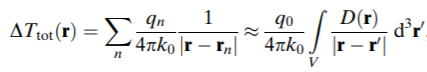 ΔT_tot(𝐫) = ∑_n q_n/(4πk_0) 1/|𝐫 − 𝐫_n| ≈ q_0/(4πk_0) ∫_V D(𝐫)/|𝐫 − 𝐫′| d³𝐫′.